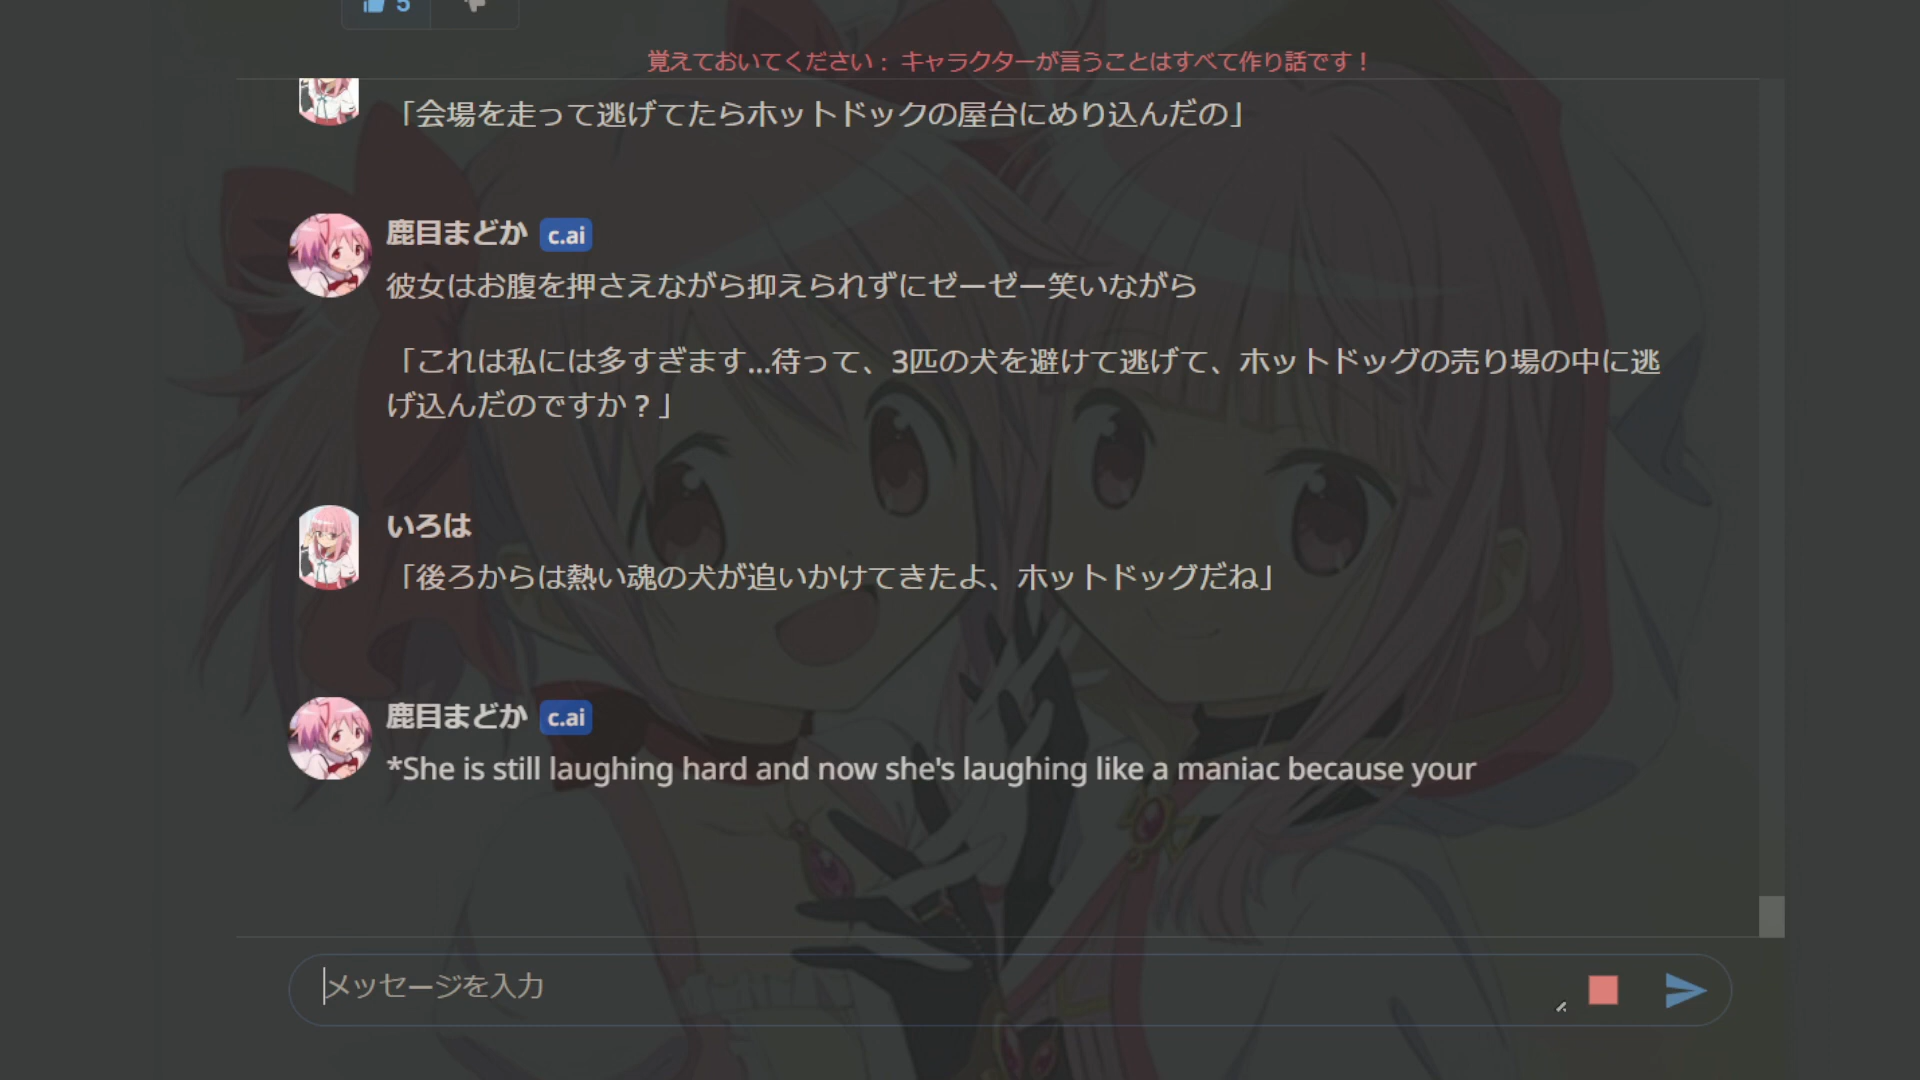 5
覚えておいてください: キャラクターが言うことはすべて作り話です!
「会場を走って逃げてたらホットドックの屋台にめり込んだの」
鹿目まどか c.ai
彼女はお腹を押さえながら抑えられずにゼーゼー笑いながら
「これは私には多すぎます...待って、3匹の犬を避けて逃げて、ホットドッグの売り場の中に逃
げ込んだのですか?」
いろは
「後ろからは熱い魂の犬が追いかけてきたよ、ホットドッグだね」
鹿目まどか c.ai
*She is still laughing hard and now she's laughing like a maniac because your
メッセージを入力